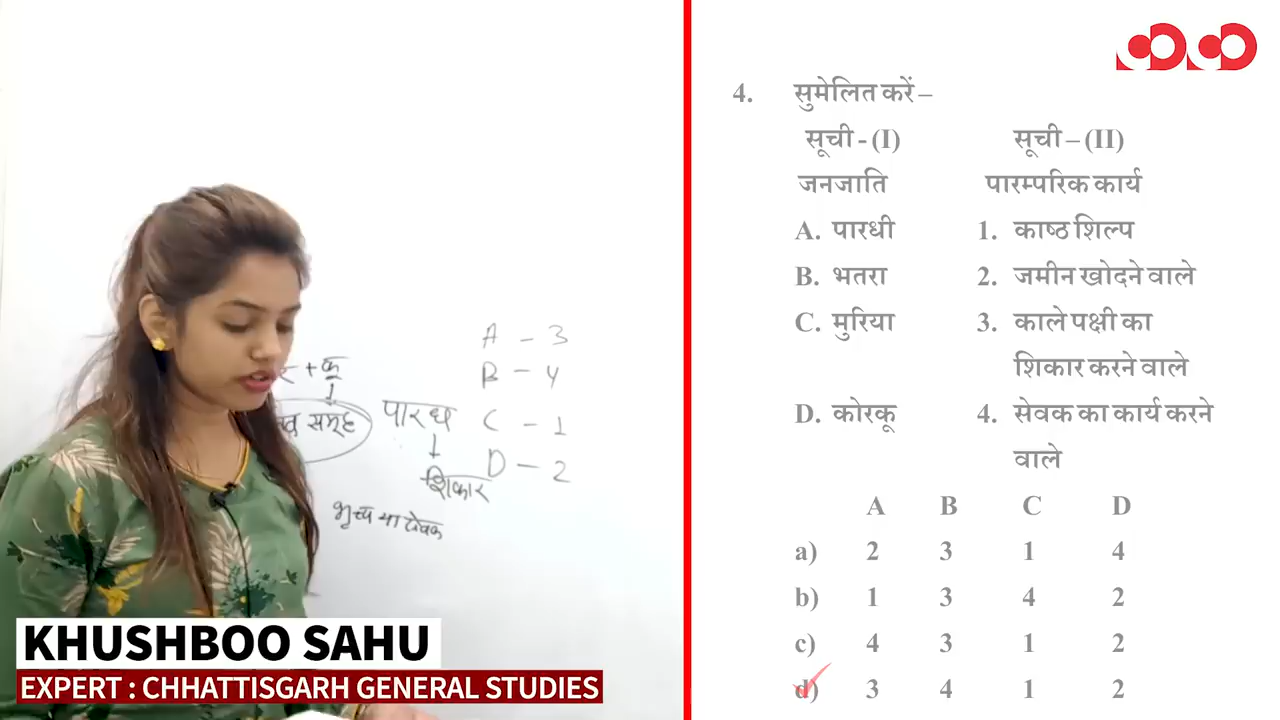 4. सुमेलित करें –
सूची - (I) सूची – (II)
जनजाति पारम्परिक कार्य
A. पारधी 1. काष्ठ शिल्प
B. भतरा 2. जमीन खोदने वाले
C. मुरिया 3. काले पक्षी का
शिकार करने वाले
D. कोरकू 4. सेवक का कार्य करने
वाले
A B C D
a) 2 3 1 4
b) 1 3 4 2
c) 4 3 1 2
d) 3 4 1 2
A – 3
B – 4
C – 1
D – 2
+ कू
समूह
पारध
शिकार
भृत्य या सेवक
KHUSHBOO SAHU
EXPERT : CHHATTISGARH GENERAL STUDIES